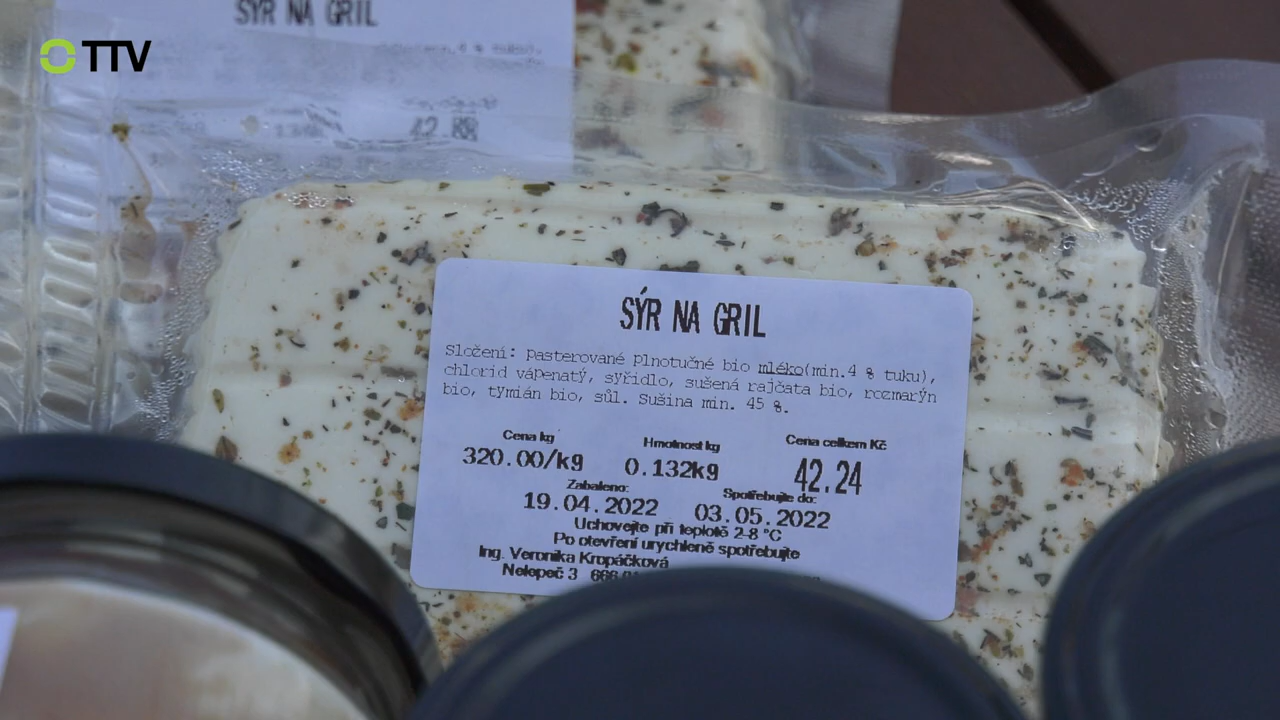 TTV
SÝR NA GRIL
42.88
SÝR NA GRIL
Složení: pasterované plnotučné bio mléko(min.4 % tuku),
chlorid vápenatý, syřidlo, sušená rajčata bio, rozmarýn
bio, tymián bio, sůl. Sušina min. 45 %.
Cena kg Hmotnost kg Cena celkem Kč
320.00/kg 0.132kg 42.24
Zabaleno: Spotřebujte do:
19.04.2022 03.05.2022
Uchovejte při teplotě 2-8 °C
Po otevření urychleně spotřebujte
Ing. Veronika Kropáčková
Nelepeč 3